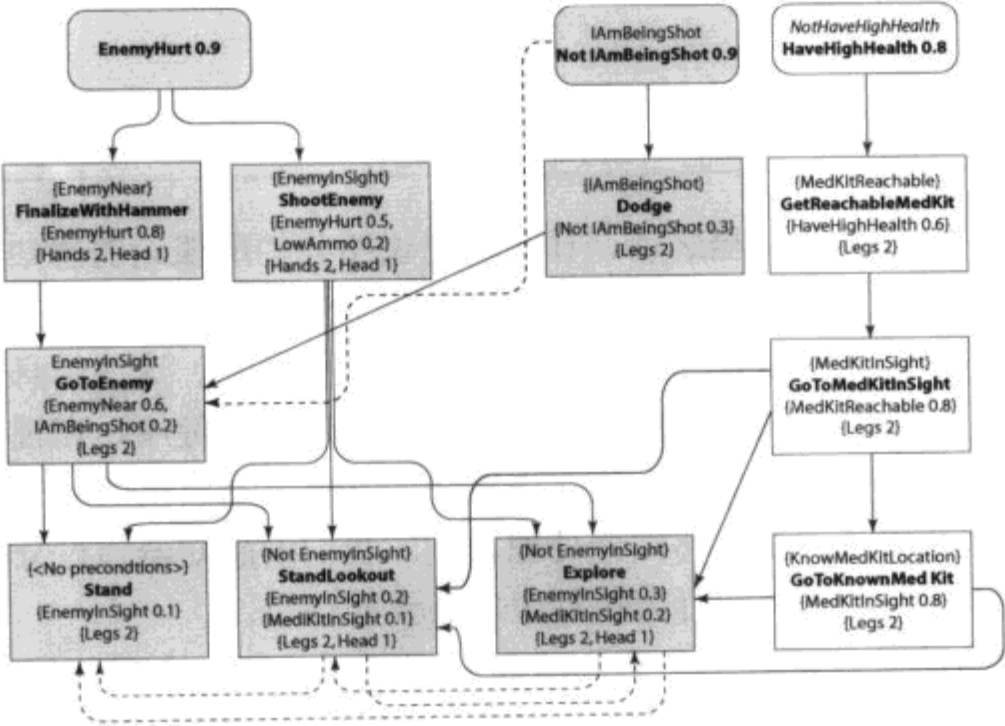 EnemyHurt 0.9
IAmBeingShot
Not IAmBeingShot 0.9
NotHaveHighHealth
HaveHighHealth 0.8
{EnemyNear}
FinalizeWithHammer
{EnemyHurt 0.8}
{Hands 2, Head 1}
{EnemyInSight}
ShootEnemy
{EnemyHurt 0.5,
LowAmmo 0.2}
{Hands 2, Head 1}
{IAmBeingShot}
Dodge
{Not IAmBeingShot 0.3}
{Legs 2}
{MedKitReachable}
GetReachableMedKit
{HaveHighHealth 0.6}
{Legs 2}
EnemyInSight
GoToEnemy
{EnemyNear 0.6,
IAmBeingShot 0.2}
{Legs 2}
{MedKitInSight}
GoToMedKitInSight
{MedKitReachable 0.8}
{Legs 2}
{<No precondtions>}
Stand
{EnemyInSight 0.1}
{Legs 2}
{Not EnemyInSight}
StandLookout
{EnemyInSight 0.2}
{MediKitInSight 0.1}
{Legs 2, Head 1}
{Not EnemyInSight}
Explore
{EnemyInSight 0.3}
{MediKitInSight 0.2}
{Legs 2, Head 1}
{KnowMedKitLocation}
GoToKnownMed Kit
{MedKitInSight 0.8}
{Legs 2}